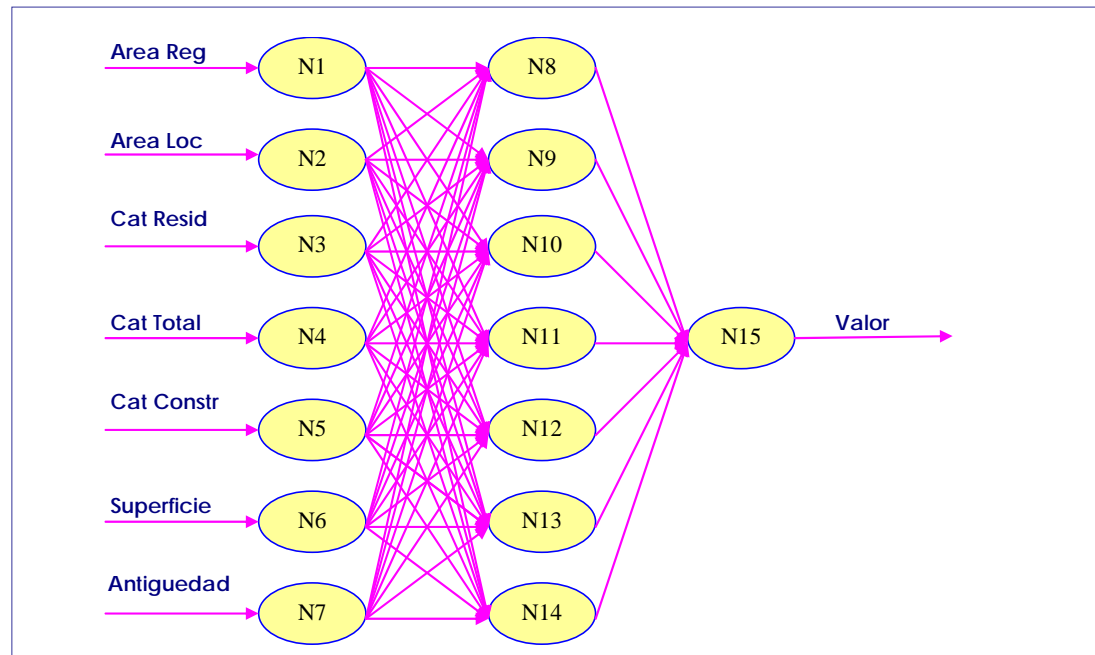 Area Reg
N1
N8
Area Loc
N2
N9
Cat Resid
N3
N10
Cat Total
N4
N11
N15
Valor
Cat Constr
N5
N12
Superficie
N6
N13
Antiguedad
N7
N14